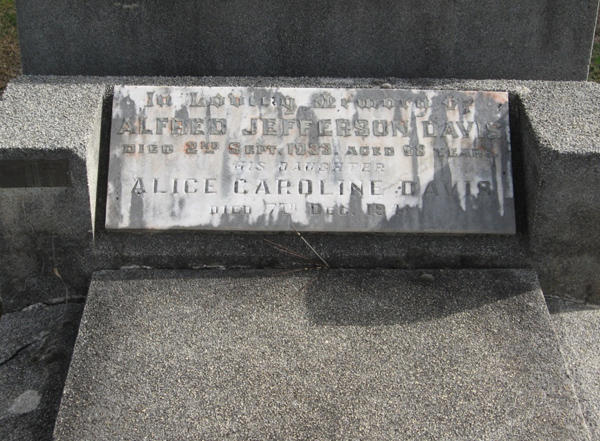 In Loving Memory of
ALFRED JEFFERSON DAVIS
DIED 2ND SEPT. AGED YEARS
HIS DAUGHTER
ALICE CAROLINE DAVIS
DIED 7TH DEC.